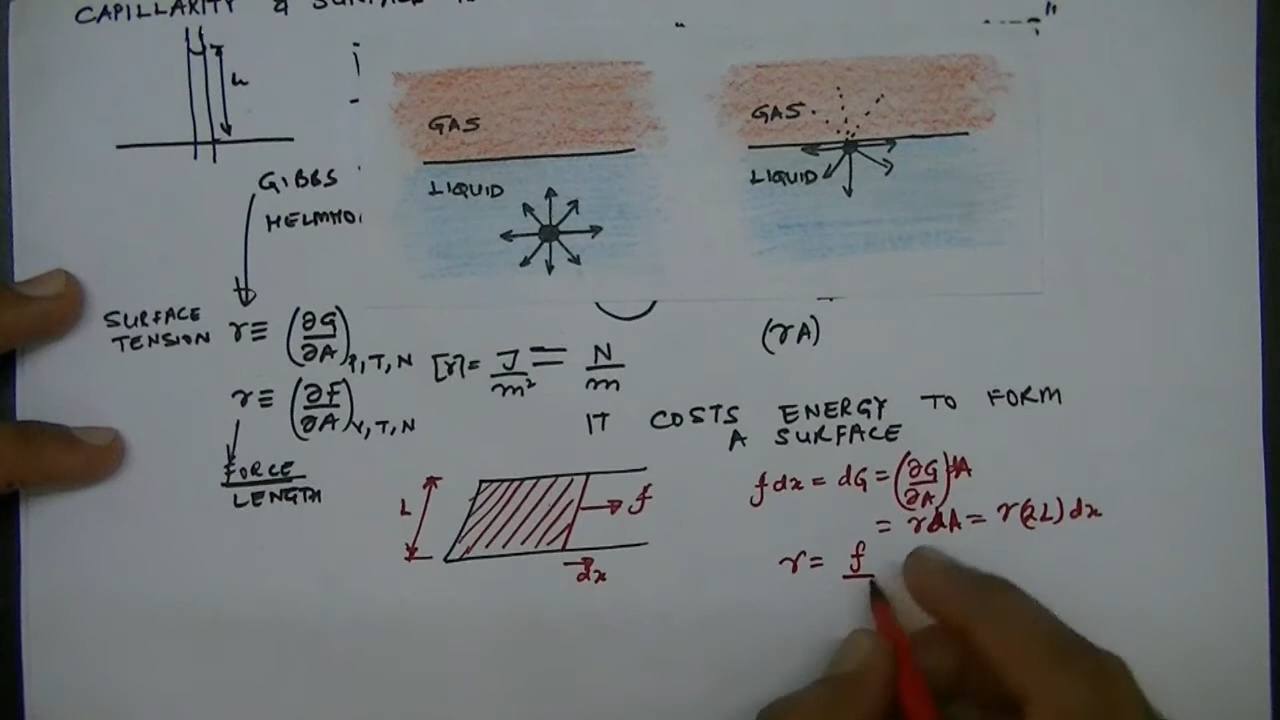 CAPILLARITY &
h
GIBBS
GAS
LIQUID
GAS
LIQUID
SURFACE TENSION γ ≡ (∂G/∂A)P,T,N [γ] = J/m² = N/m
(γA)
γ ≡ (∂F/∂A)V,T,N
IT COSTS ENERGY TO FORM
A SURFACE
FORCE
LENGTH
L
f
dx
f dx = dG = (∂G/∂A) dA
= γ dA = γ(2L) dx
γ = f